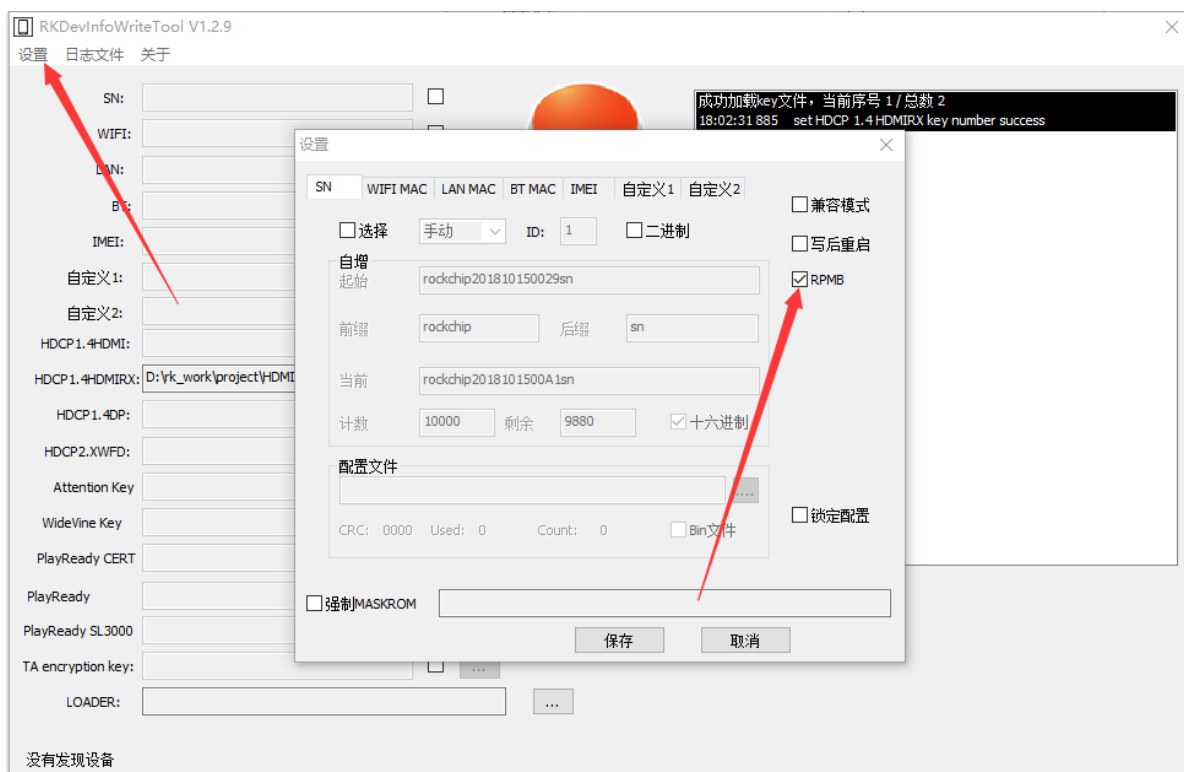 RKDevInfoWriteTool V1.2.9
设置 日志文件 关于
SN:
WIFI:
LAN:
BT:
IMEI:
自定义1:
自定义2:
HDCP1.4HDMI:
HDCP1.4HDMIRX: D:\rk_work\project\HDMI
HDCP1.4DP:
HDCP2.XWFD:
Attention Key
WideVine Key
PlayReady CERT
PlayReady
PlayReady SL3000
TA encryption key: ...
LOADER: ...
没有发现设备
成功加载key文件，当前序号 1 / 总数 2
18:02:31 885 set HDCP 1.4 HDMIRX key number success
设置
SN WIFI MAC LAN MAC BT MAC IMEI 自定义1 自定义2
选择 手动 ID: 1 二进制
自增
起始 rockchip201810150029sn
前缀 rockchip 后缀 sn
当前 rockchip2018101500A1sn
计数 10000 剩余 9880 十六进制
配置文件
....
CRC: 0000 Used: 0 Count: 0 Bin文件
兼容模式
写后重启
RPMB
锁定配置
强制MASKROM
保存 取消